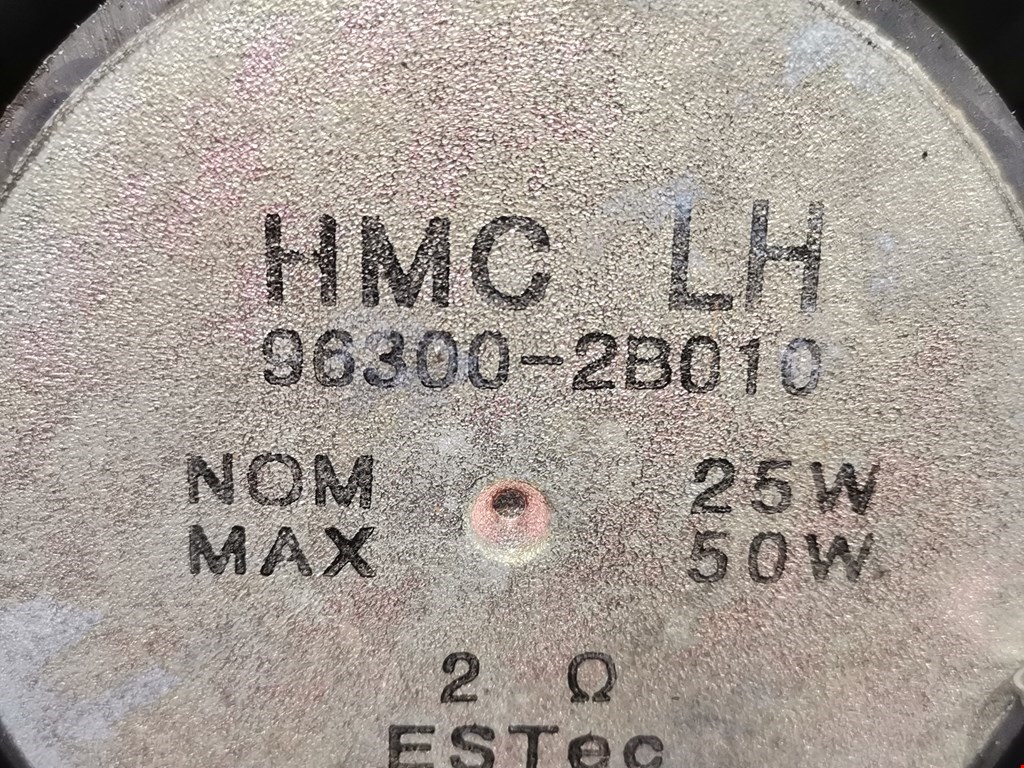 HMC LH
96300-2B010
NOM 25W
MAX 50W
2 Ω
ESTec